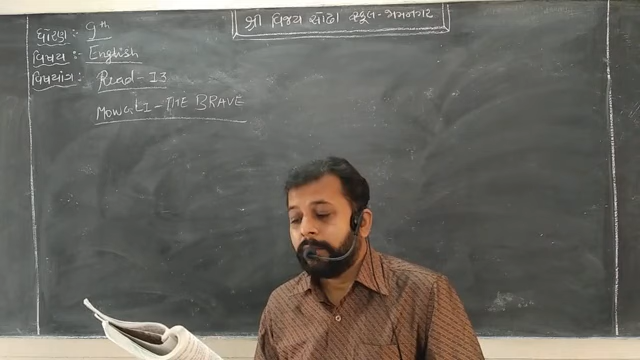 શ્રી વિજય સોઢા સ્કૂલ - જામનગર
ધોરણ :- 9th
વિષય :- English
વિષયાંગ :- Read - 13
MOWGLI - THE BRAVE